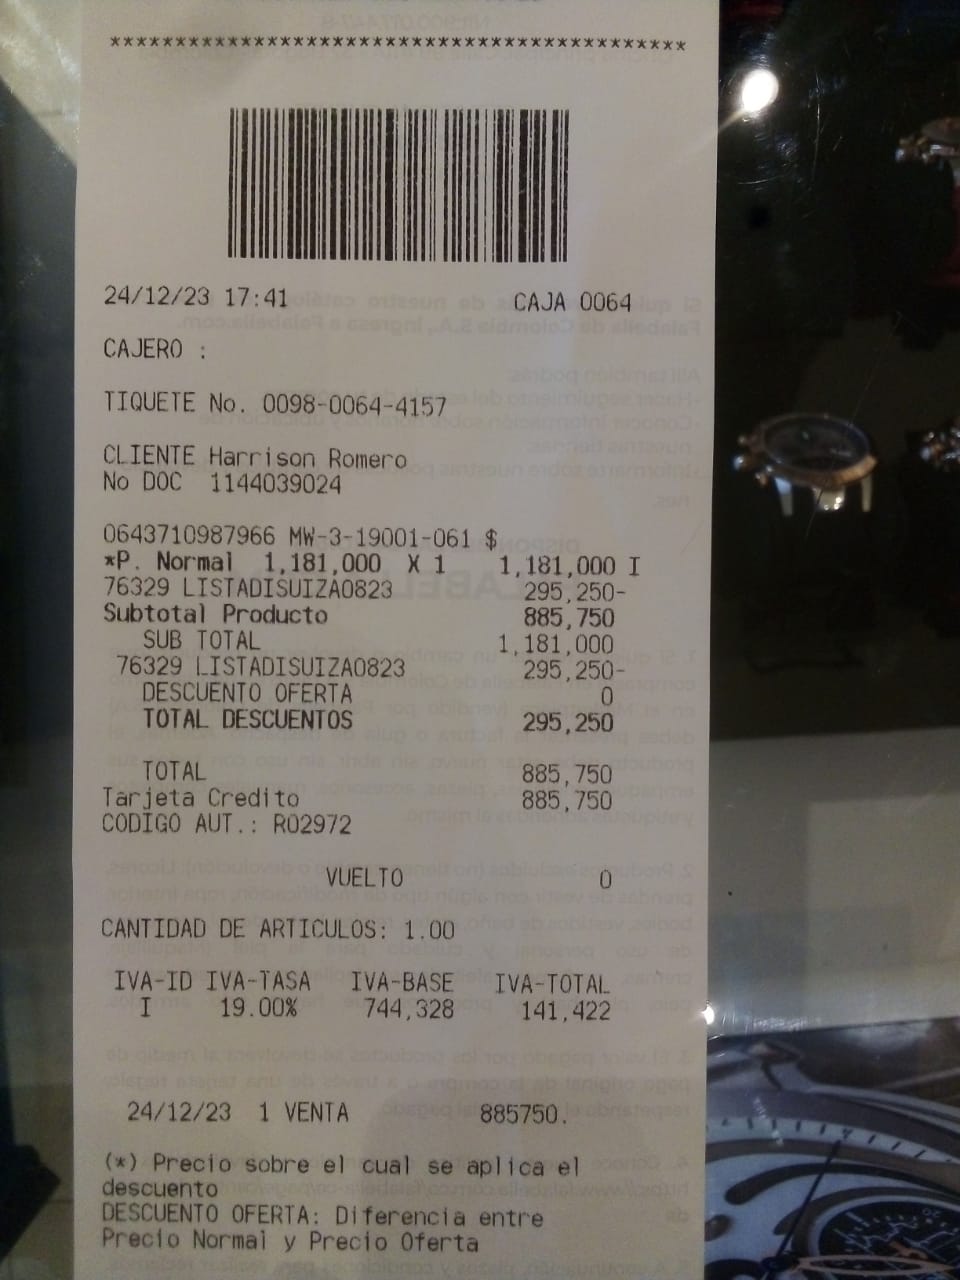 ******************************************
24/12/23 17:41 CAJA 0064
CAJERO :
TIQUETE No. 0098-0064-4157
CLIENTE Harrison Romero
No DOC 1144039024
0643710987966 MW-3-19001-061 $
*P. Normal 1,181,000 X 1 1,181,000 I
76329 LISTADISUIZA0823 295,250-
Subtotal Producto 885,750
SUB TOTAL 1,181,000
76329 LISTADISUIZA0823 295,250-
DESCUENTO OFERTA 0
TOTAL DESCUENTOS 295,250
TOTAL 885,750
Tarjeta Credito 885,750
CODIGO AUT.: R02972
VUELTO 0
CANTIDAD DE ARTICULOS: 1.00
IVA-ID IVA-TASA IVA-BASE IVA-TOTAL
I 19.00% 744,328 141,422
24/12/23 1 VENTA 885750.
(*) Precio sobre el cual se aplica el
descuento
DESCUENTO OFERTA: Diferencia entre
Precio Normal y Precio Oferta